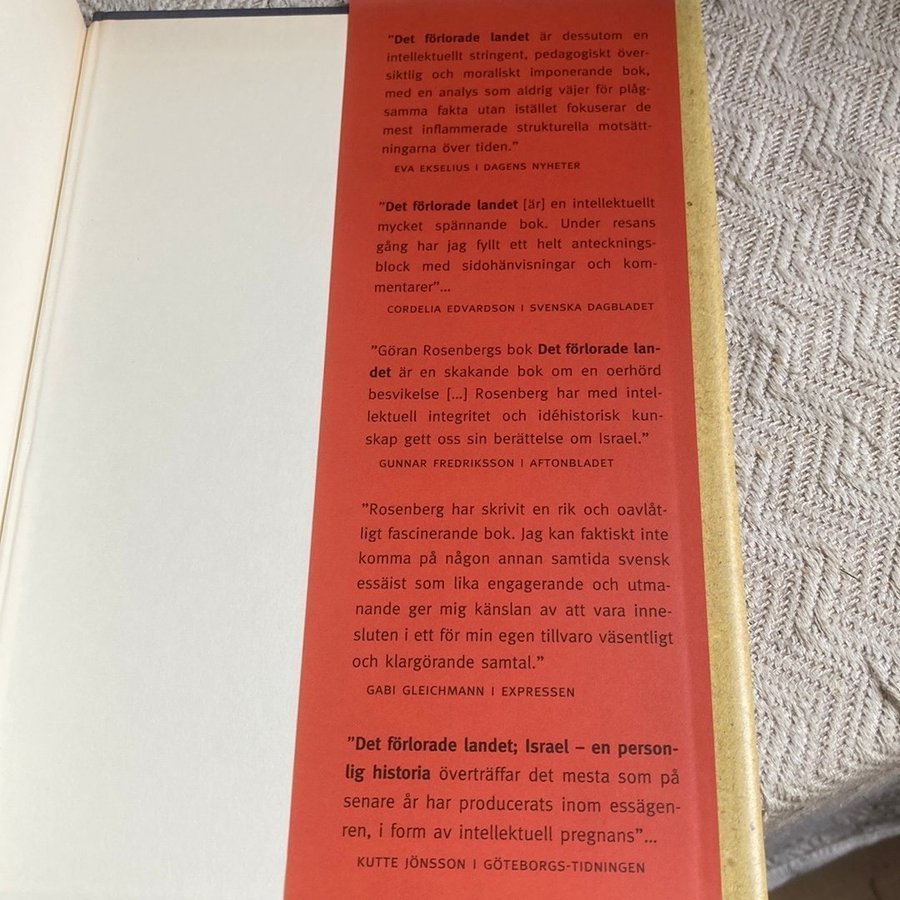 ”Det förlorade landet är dessutom en
intellektuellt stringent, pedagogiskt över-
siktlig och moraliskt imponerande bok,
med en analys som aldrig väjer för plåg-
samma fakta utan istället fokuserar de
mest inflammerade strukturella motsätt-
ningarna över tiden.”
EVA EKSELIUS I DAGENS NYHETER
”Det förlorade landet [är] en intellektuellt
mycket spännande bok. Under resans
gång har jag fyllt ett helt antecknings-
block med sidohänvisningar och kom-
mentarer”...
CORDELIA EDVARDSON I SVENSKA DAGBLADET
”Göran Rosenbergs bok Det förlorade lan-
det är en skakande bok om en oerhörd
besvikelse [...] Rosenberg har med intel-
lektuell integritet och idéhistorisk kun-
skap gett oss sin berättelse om Israel.”
GUNNAR FREDRIKSSON I AFTONBLADET
”Rosenberg har skrivit en rik och oavlåt-
ligt fascinerande bok. Jag kan faktiskt inte
komma på någon annan samtida svensk
essäist som lika engagerande och utma-
nande ger mig känslan av att vara inne-
sluten i ett för min egen tillvaro väsentligt
och klargörande samtal.”
GABI GLEICHMANN I EXPRESSEN
”Det förlorade landet; Israel – en person-
lig historia överträffar det mesta som på
senare år har producerats inom essägen-
ren, i form av intellektuell pregnans”...
KUTTE JÖNSSON I GÖTEBORGS-TIDNINGEN